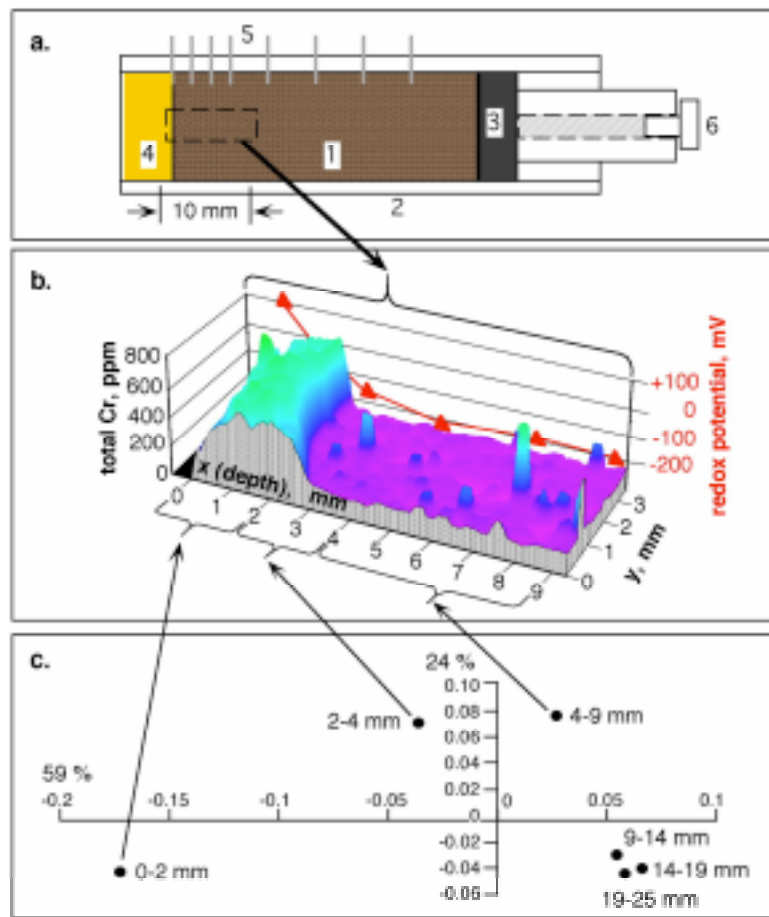 a.
5
4
1
3
6
10 mm
2
b.
total Cr, ppm
800
600
400
200
0
x (depth), mm
0 1 2 3 4 5 6 7 8 9
+100
0
-100
-200
redox potential, mV
3
2
1
0
y, mm
c.
24 %
0.10
2-4 mm
0.08
4-9 mm
0.06
0.04
59 %
0.02
-0.2 -0.15 -0.1 -0.05 0 0.05 0.1
0
-0.02
9-14 mm
0-2 mm
-0.04
14-19 mm
-0.06
19-25 mm